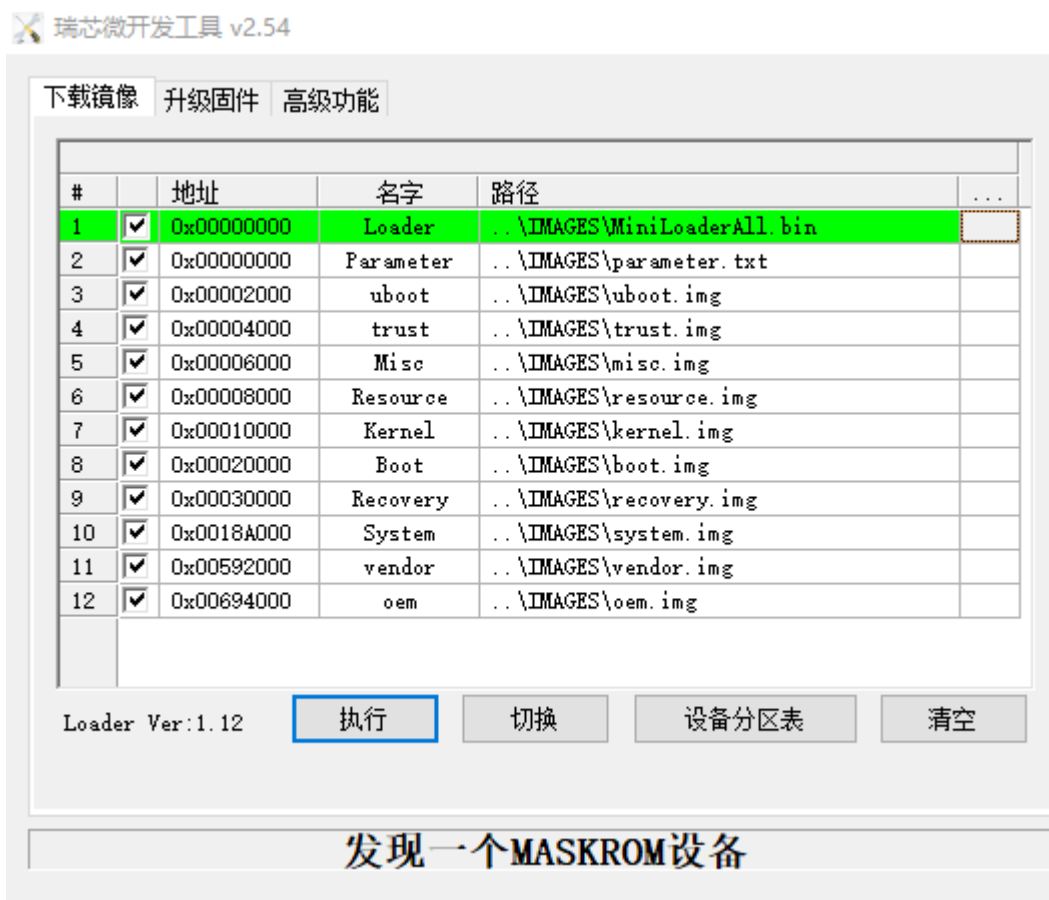 瑞芯微开发工具 v2.54
下载镜像 升级固件 高级功能
# 地址 名字 路径 ...
1 0x00000000 Loader ..\IMAGES\MiniLoaderAll.bin
2 0x00000000 Parameter ..\IMAGES\parameter.txt
3 0x00002000 uboot ..\IMAGES\uboot.img
4 0x00004000 trust ..\IMAGES\trust.img
5 0x00006000 Misc ..\IMAGES\misc.img
6 0x00008000 Resource ..\IMAGES\resource.img
7 0x00010000 Kernel ..\IMAGES\kernel.img
8 0x00020000 Boot ..\IMAGES\boot.img
9 0x00030000 Recovery ..\IMAGES\recovery.img
10 0x0018A000 System ..\IMAGES\system.img
11 0x00592000 vendor ..\IMAGES\vendor.img
12 0x00694000 oem ..\IMAGES\oem.img
Loader Ver:1.12 执行 切换 设备分区表 清空
发现一个MASKROM设备